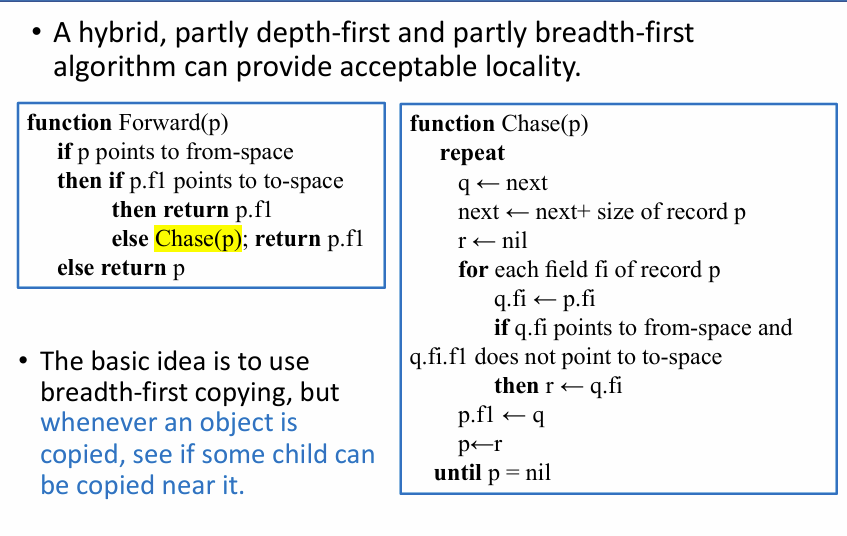 • A hybrid, partly depth-first and partly breadth-first
algorithm can provide acceptable locality.
function Forward(p)
if p points to from-space
then if p.f1 points to to-space
then return p.f1
else Chase(p); return p.f1
else return p
• The basic idea is to use
breadth-first copying, but
whenever an object is
copied, see if some child can
be copied near it.
function Chase(p)
repeat
q ← next
next ← next+ size of record p
r ← nil
for each field fi of record p
q.fi ← p.fi
if q.fi points to from-space and
q.fi.f1 does not point to to-space
then r ← q.fi
p.f1 ← q
p←r
until p = nil